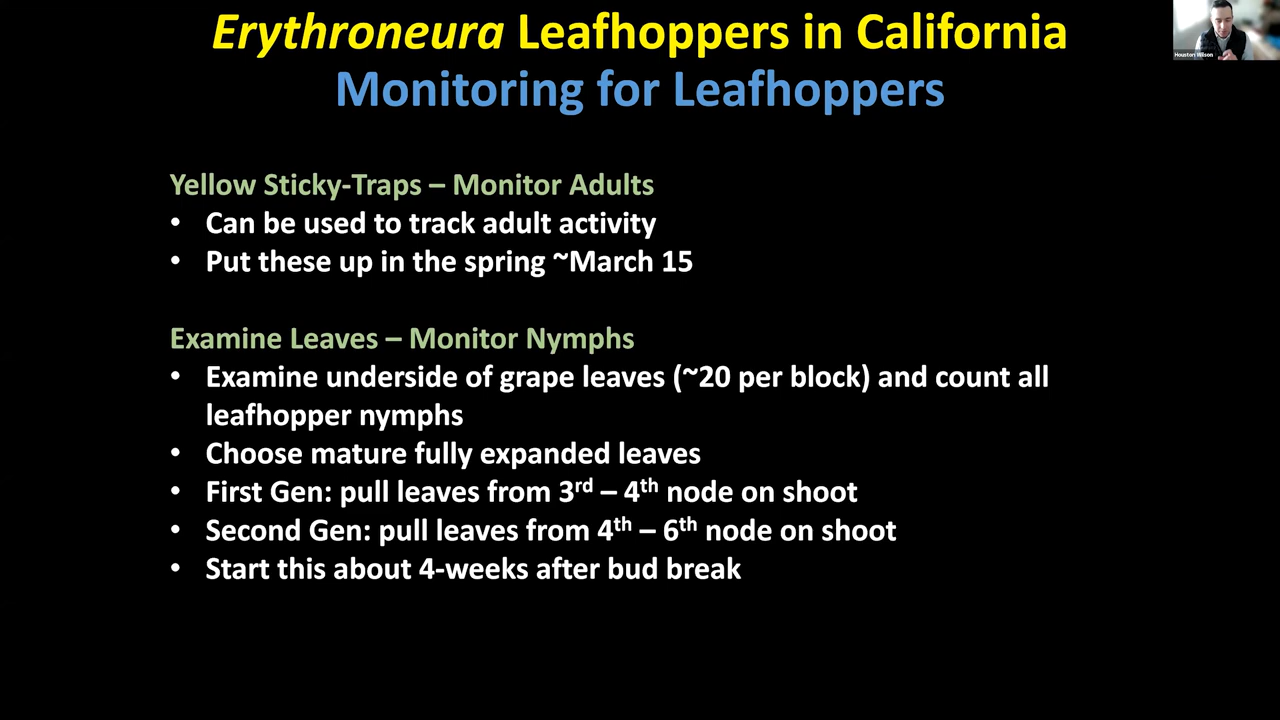 Erythroneura Leafhoppers in California
Monitoring for Leafhoppers
Houston Wilson
Yellow Sticky-Traps – Monitor Adults
• Can be used to track adult activity
• Put these up in the spring ~March 15
Examine Leaves – Monitor Nymphs
• Examine underside of grape leaves (~20 per block) and count all
leafhopper nymphs
• Choose mature fully expanded leaves
• First Gen: pull leaves from 3rd – 4th node on shoot
• Second Gen: pull leaves from 4th – 6th node on shoot
• Start this about 4-weeks after bud break